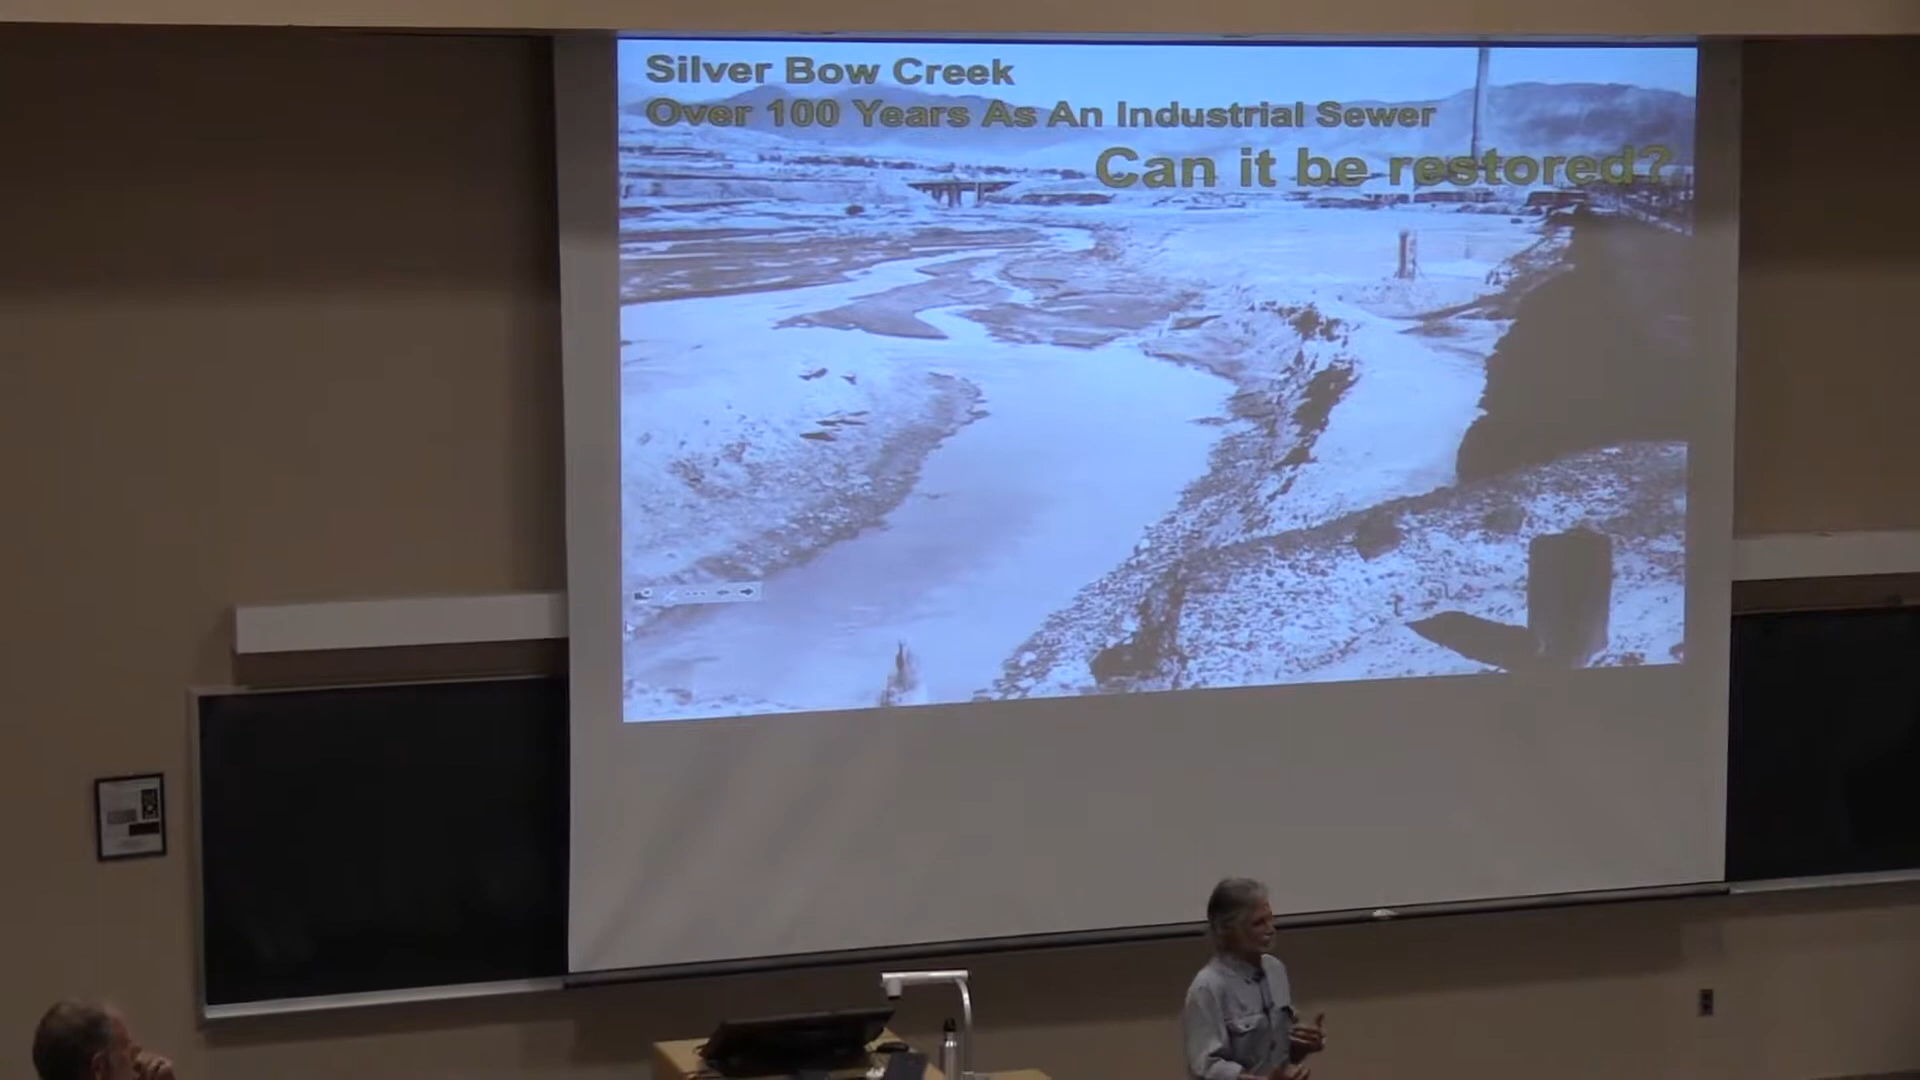 Silver Bow Creek
Over 100 Years As An Industrial Sewer
Can it be restored?